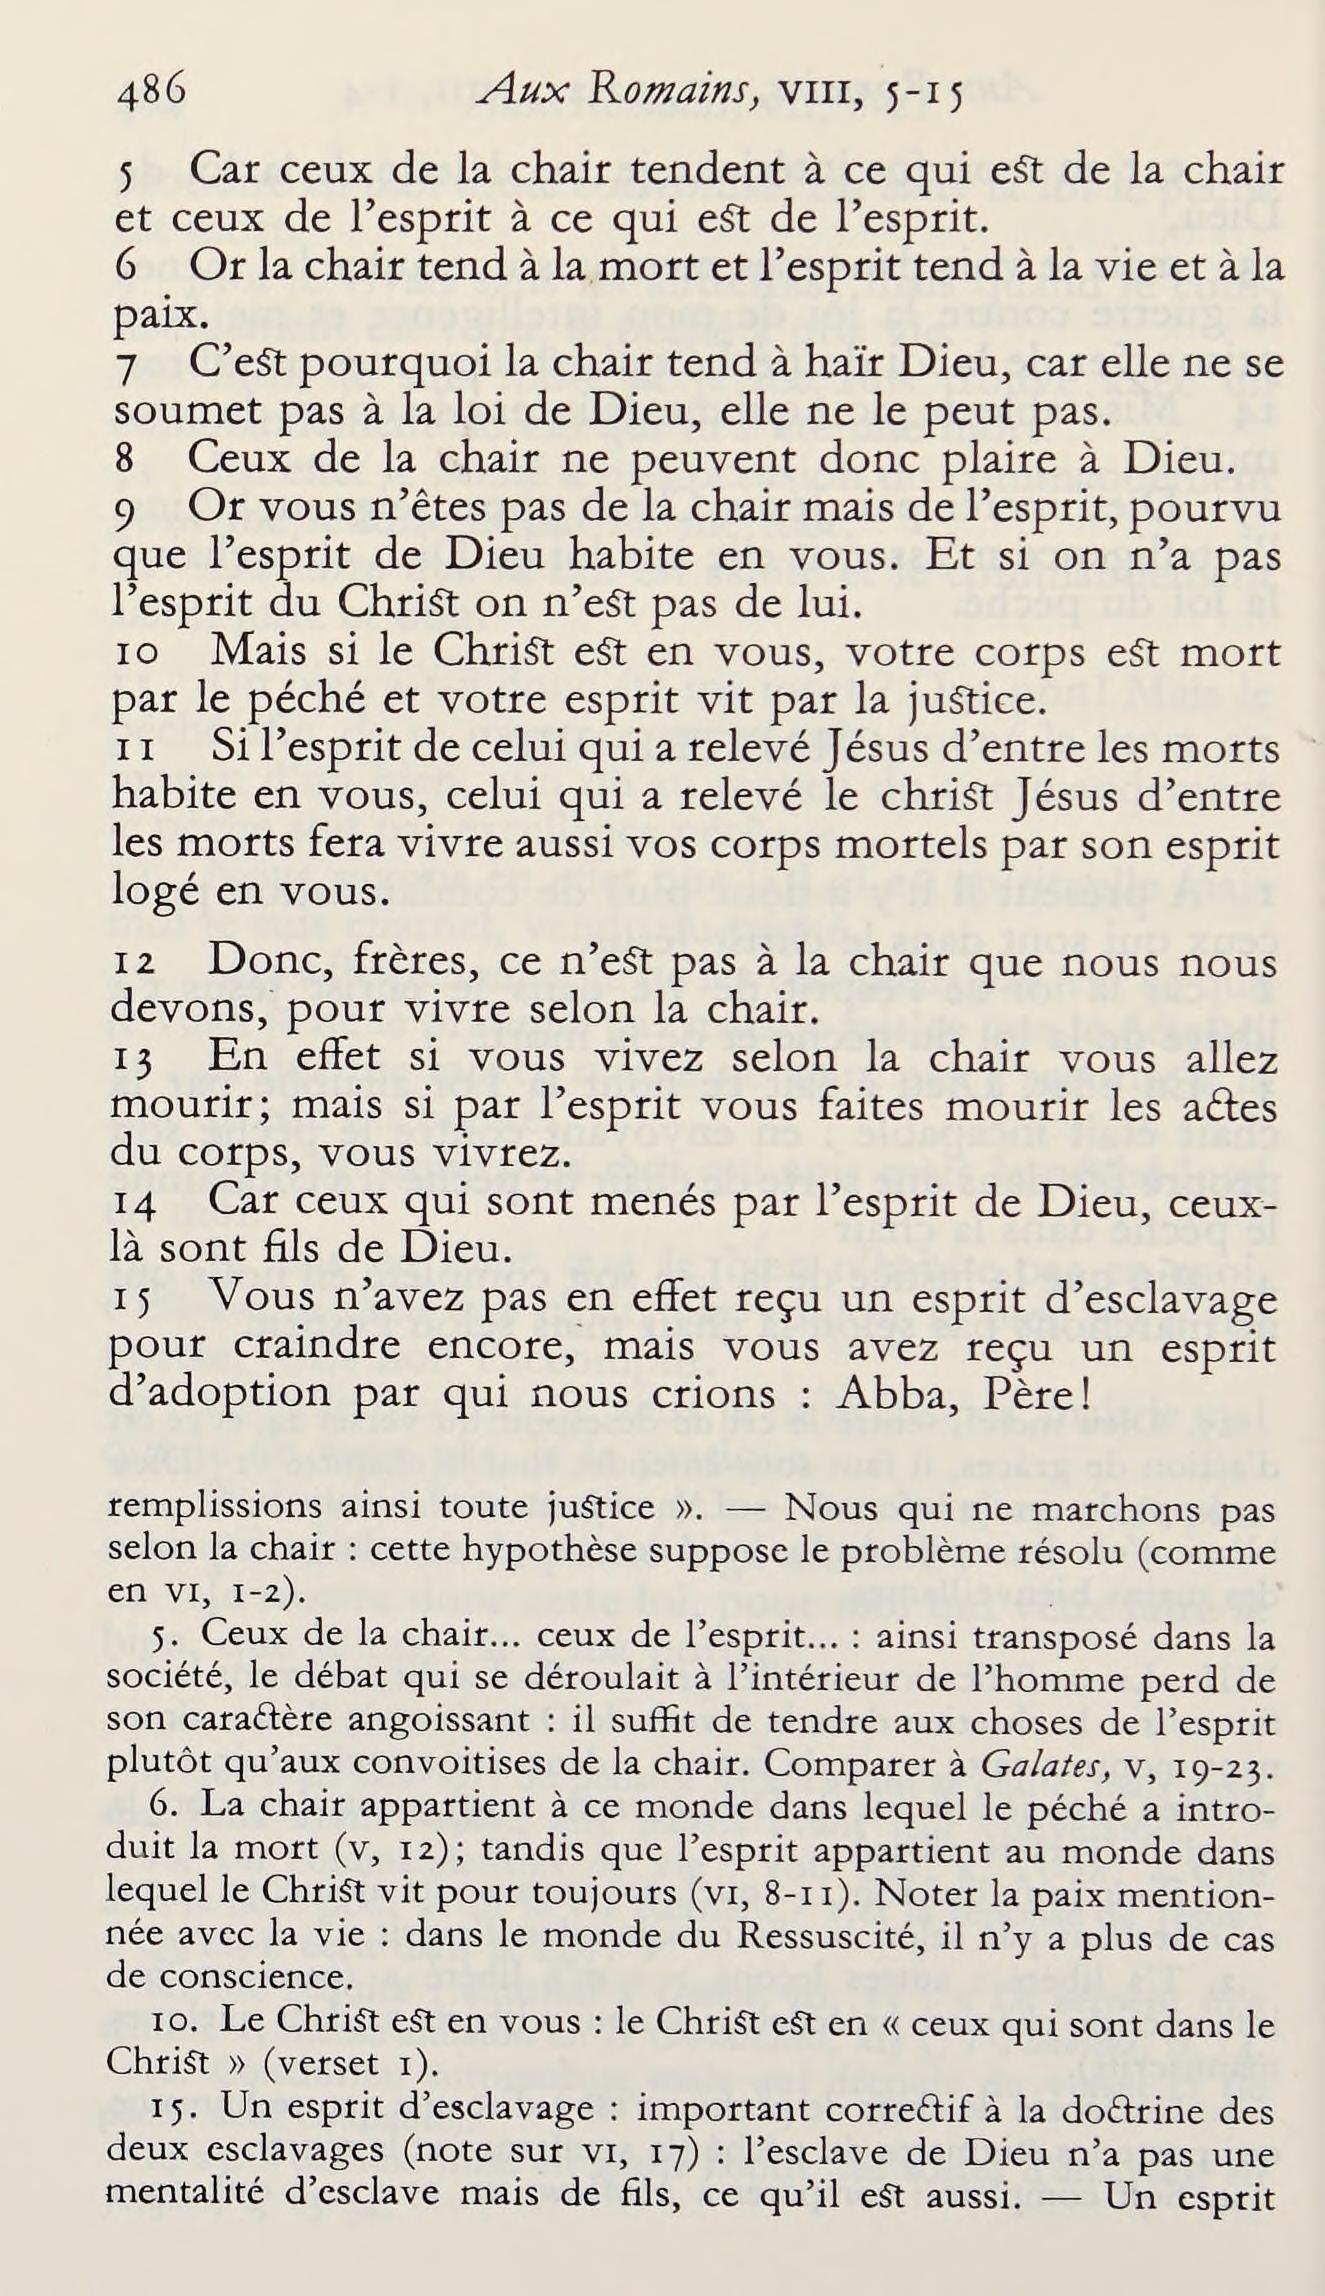 486 Aux Romains, VIII, 5-15
5 Car ceux de la chair tendent à ce qui est de la chair
et ceux de l'esprit à ce qui est de l'esprit.
6 Or la chair tend à la mort et l'esprit tend à la vie et à la
paix.
7 C'est pourquoi la chair tend à haïr Dieu, car elle ne se
soumet pas à la loi de Dieu, elle ne le peut pas.
8 Ceux de la chair ne peuvent donc plaire à Dieu.
9 Or vous n'êtes pas de la chair mais de l'esprit, pourvu
que l'esprit de Dieu habite en vous. Et si on n'a pas
l'esprit du Christ on n'est pas de lui.
10 Mais si le Christ est en vous, votre corps est mort
par le péché et votre esprit vit par la justice.
11 Si l'esprit de celui qui a relevé Jésus d'entre les morts
habite en vous, celui qui a relevé le christ Jésus d'entre
les morts fera vivre aussi vos corps mortels par son esprit
logé en vous.
12 Donc, frères, ce n'est pas à la chair que nous nous
devons, pour vivre selon la chair.
13 En effet si vous vivez selon la chair vous allez
mourir; mais si par l'esprit vous faites mourir les actes
du corps, vous vivrez.
14 Car ceux qui sont menés par l'esprit de Dieu, ceux-
là sont fils de Dieu.
15 Vous n'avez pas en effet reçu un esprit d'esclavage
pour craindre encore, mais vous avez reçu un esprit
d'adoption par qui nous crions : Abba, Père!
remplissions ainsi toute justice ». — Nous qui ne marchons pas
selon la chair : cette hypothèse suppose le problème résolu (comme
en VI, 1-2).
5. Ceux de la chair... ceux de l'esprit... : ainsi transposé dans la
société, le débat qui se déroulait à l'intérieur de l'homme perd de
son caractère angoissant : il suffit de tendre aux choses de l'esprit
plutôt qu'aux convoitises de la chair. Comparer à Galates, V, 19-23.
6. La chair appartient à ce monde dans lequel le péché a intro-
duit la mort (V, 12); tandis que l'esprit appartient au monde dans
lequel le Christ vit pour toujours (VI, 8-11). Noter la paix mention-
née avec la vie : dans le monde du Ressuscité, il n'y a plus de cas
de conscience.
10. Le Christ est en vous : le Christ est en « ceux qui sont dans le
Christ » (verset 1).
15. Un esprit d'esclavage : important correctif à la doctrine des
deux esclavages (note sur VI, 17) : l'esclave de Dieu n'a pas une
mentalité d'esclave mais de fils, ce qu'il est aussi. — Un esprit